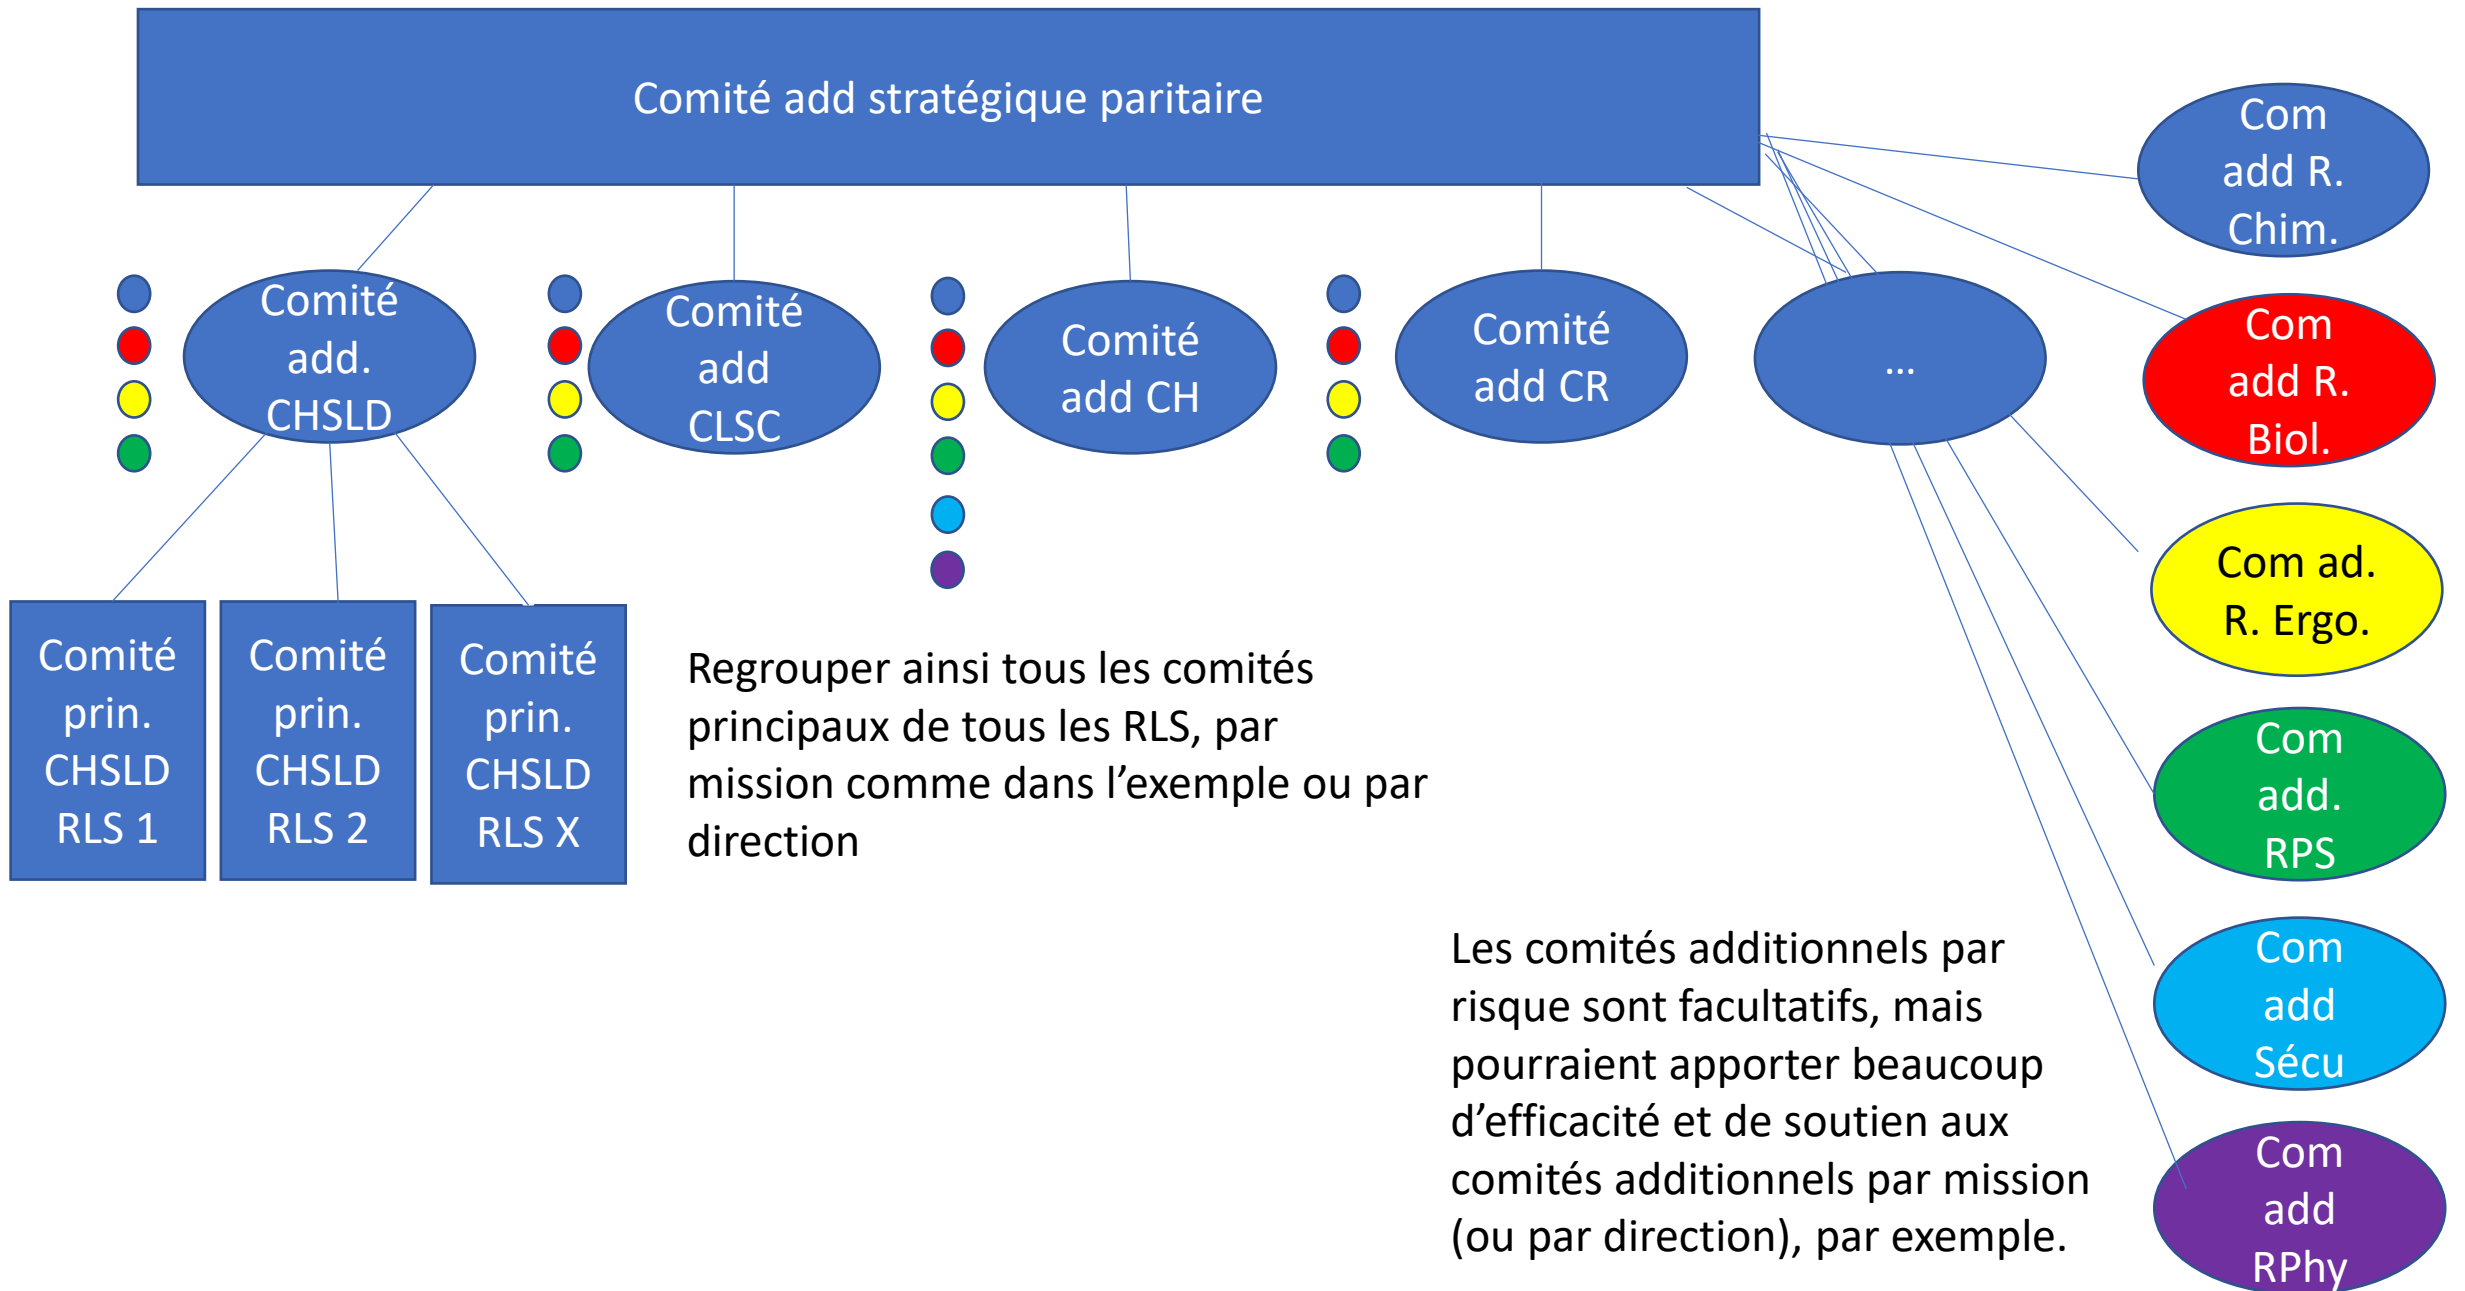 Comité add stratégique paritaire
Comité
add.
CHSLD
Comité
add
CLSC
Comité
add CH
Comité
add CR
...
Com
add R.
Chim.
Com
add R.
Biol.
Com ad.
R. Ergo.
Com
add.
RPS
Com
add
Sécu
Com
add
RPhy
Comité
prin.
CHSLD
RLS 1
Comité
prin.
CHSLD
RLS 2
Comité
prin.
CHSLD
RLS X
Regrouper ainsi tous les comités
principaux de tous les RLS, par
mission comme dans l’exemple ou par
direction
Les comités additionnels par
risque sont facultatifs, mais
pourraient apporter beaucoup
d’efficacité et de soutien aux
comités additionnels par mission
(ou par direction), par exemple.